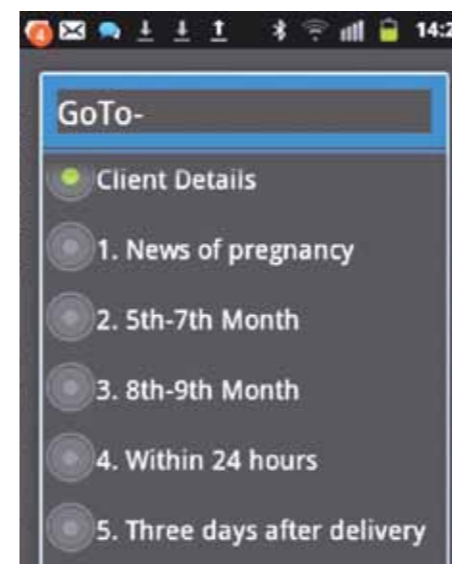 4 14:2
GoTo-
Client Details
1. News of pregnancy
2. 5th-7th Month
3. 8th-9th Month
4. Within 24 hours
5. Three days after delivery